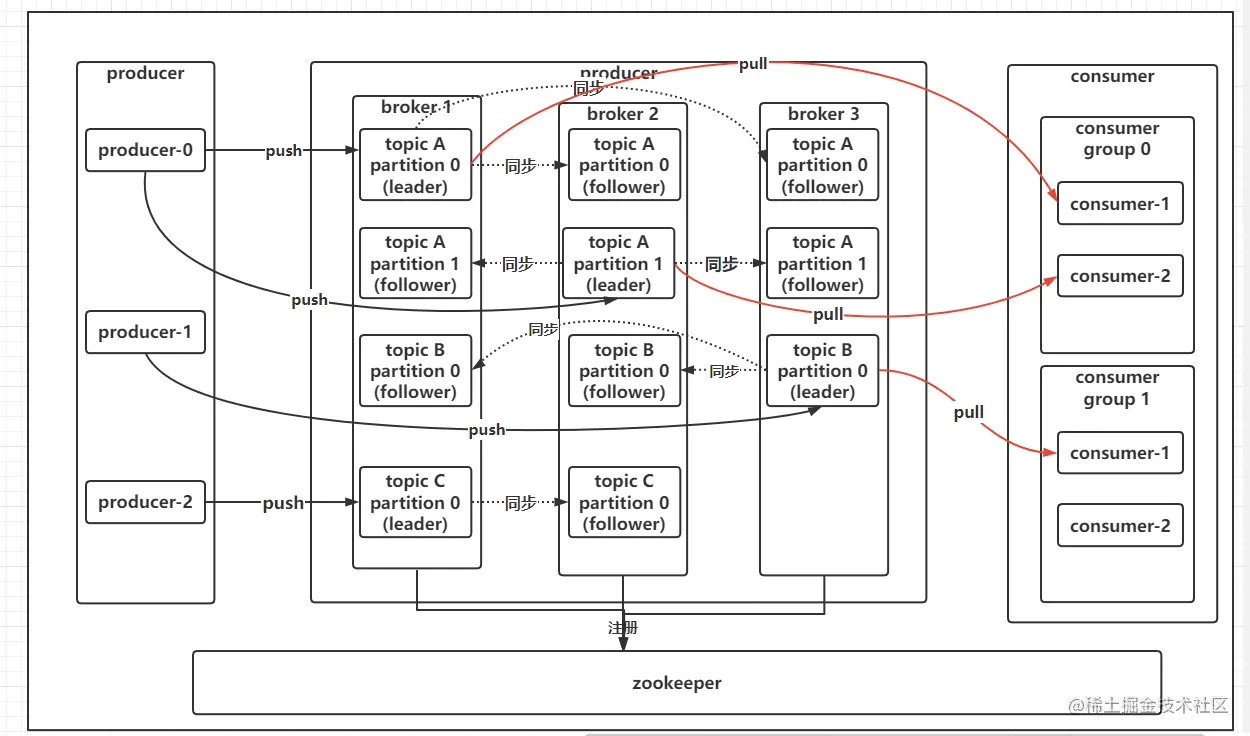 producer
producer-0
producer-1
producer-2
push
push
push
push
producer
同步
pull
broker 1
topic A
partition 0
(leader)
同步
topic A
partition 1
(follower)
同步
topic B
partition 0
(follower)
同步
topic C
partition 0
(leader)
同步
broker 2
topic A
partition 0
(follower)
topic A
partition 1
(leader)
同步
topic B
partition 0
(follower)
同步
topic C
partition 0
(follower)
broker 3
topic A
partition 0
(follower)
topic A
partition 1
(follower)
pull
topic B
partition 0
(leader)
pull
consumer
consumer
group 0
consumer-1
consumer-2
consumer
group 1
consumer-1
consumer-2
注册
zookeeper
@稀土掘金技术社区